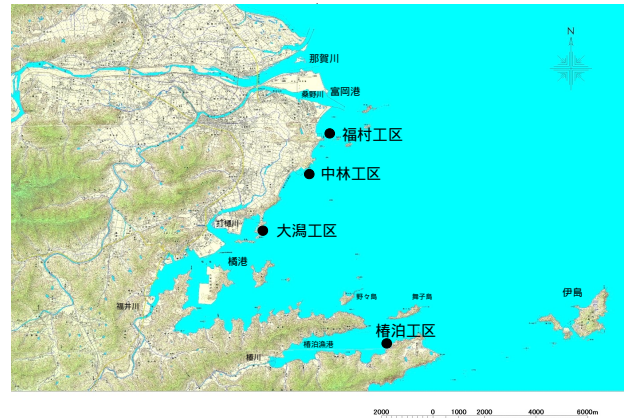 那賀川
N
富岡港
桑野川
福村工区
中林工区
打樋川
大潟工区
橘港
伊島
野々島
舞子島
福井川
椿泊工区
椿泊漁港
椿川
2000 0 1000 2000 4000 6000m